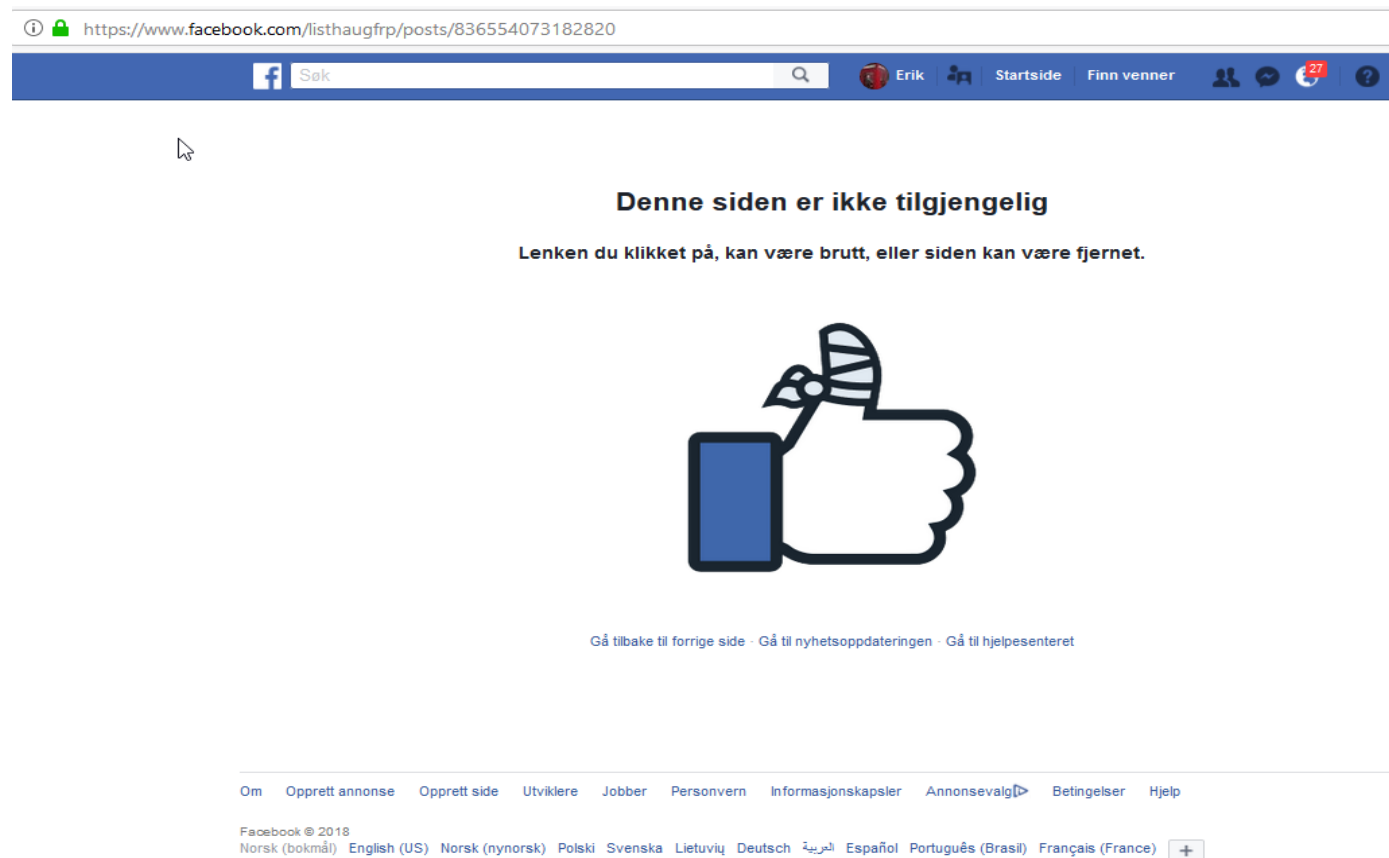 https://www.facebook.com/listhaugfrp/posts/836554073182820
f Søk Erik Startside Finn venner 27 ?
Denne siden er ikke tilgjengelig
Lenken du klikket på, kan være brutt, eller siden kan være fjernet.
Gå tilbake til forrige side · Gå til nyhetsoppdateringen · Gå til hjelpesenteret
Om Opprett annonse Opprett side Utviklere Jobber Personvern Informasjonskapsler Annonsevalg Betingelser Hjelp
Facebook © 2018
Norsk (bokmål) English (US) Norsk (nynorsk) Polski Svenska Lietuvių Deutsch العربية Español Português (Brasil) Français (France) +